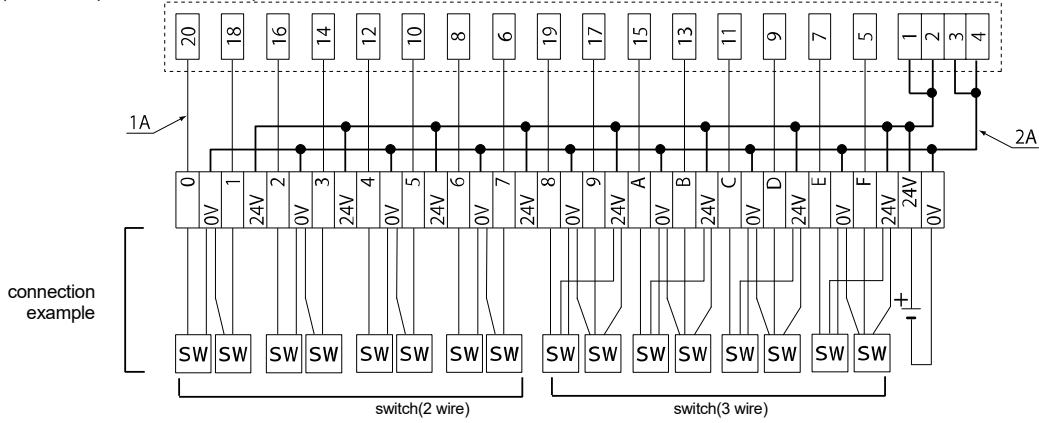 20 18 16 14 12 10 8 6 19 17 15 13 11 9 7 5 1 2 3 4
1A
2A
0 0V 1 24V 2 0V 3 24V 4 0V 5 24V 6 0V 7 24V 8 0V 9 24V A 0V B 24V C 0V D 24V E 0V F 24V 24V 0V
connection
example
+
SW SW SW SW SW SW SW SW SW SW SW SW SW SW SW SW
switch(2 wire) switch(3 wire)